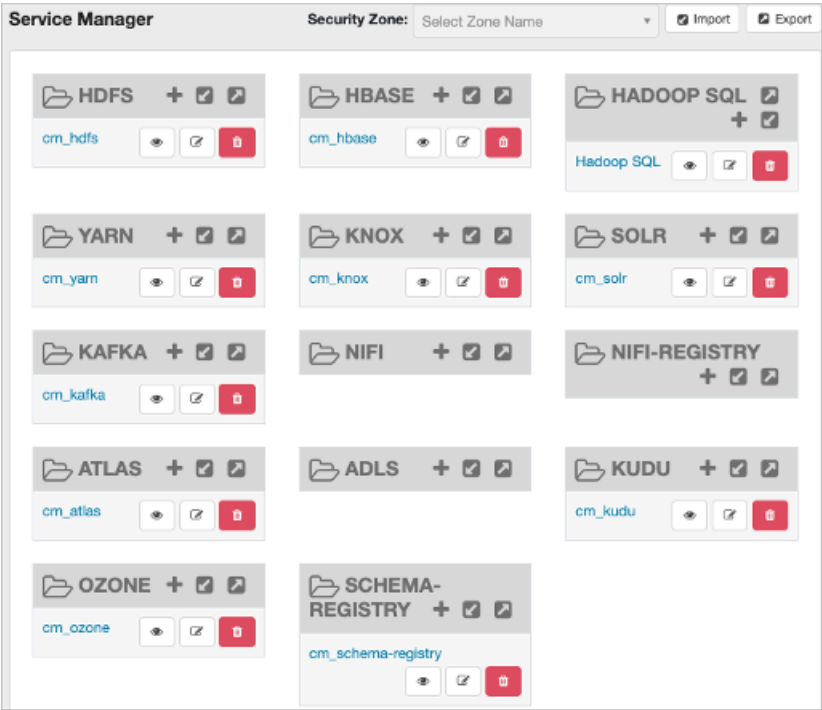 Service Manager
Security Zone:
Select Zone Name
Import
Export
HDFS
HBASE
HADOOP SQL
cm_hdfs
cm_hbase
Hadoop SQL
YARN
KNOX
SOLR
cm_yarn
cm_knox
cm_solr
KAFKA
NIFI
NIFI-REGISTRY
cm_kafka
ATLAS
ADLS
KUDU
cm_atlas
cm_kudu
OZONE
SCHEMA-
REGISTRY
cm_ozone
cm_schema-registry